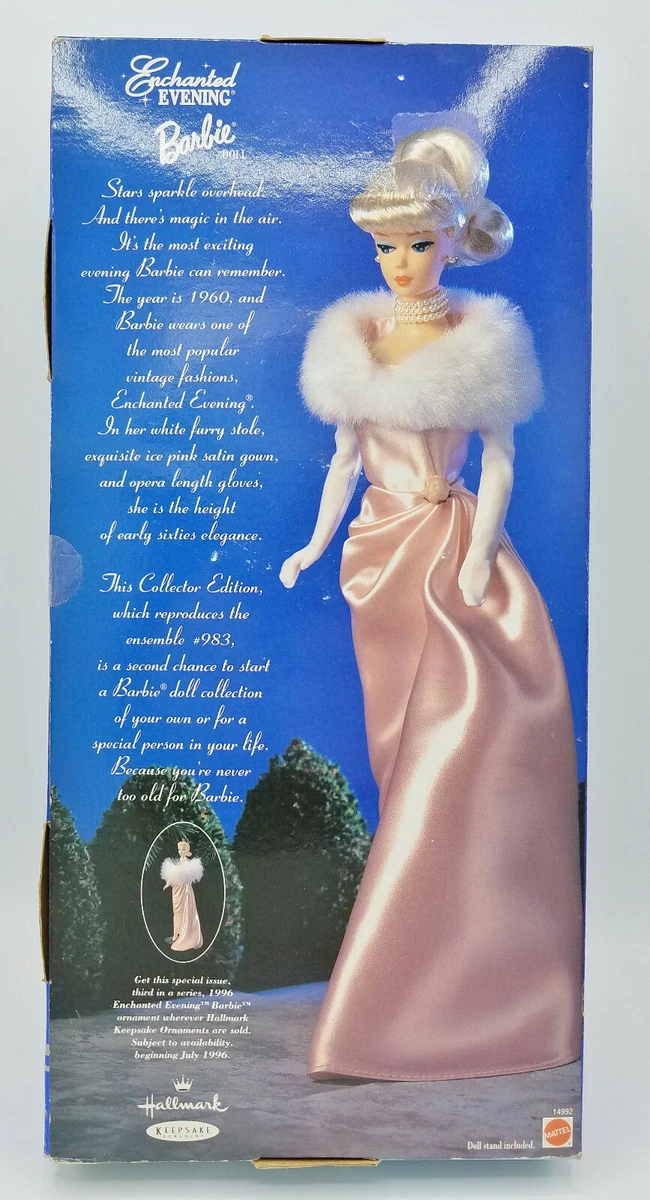 Enchanted
EVENING®
Barbie®
DOLL
Stars sparkle overhead.
And there's magic in the air.
It's the most exciting
evening Barbie can remember.
The year is 1960, and
Barbie wears one of
the most popular
vintage fashions,
Enchanted Evening®.
In her white furry stole,
exquisite ice pink satin gown,
and opera length gloves,
she is the height
of early sixties elegance.
This Collector Edition,
which reproduces the
ensemble #983,
is a second chance to start
a Barbie® doll collection
of your own or for a
special person in your life.
Because you're never
too old for Barbie.
Get this special issue,
third in a series, 1996
Enchanted Evening™ Barbie™
ornament wherever Hallmark
Keepsake Ornaments are sold.
Subject to availability.
beginning July 1996.
Hallmark
KEEPSAKE
ORNAMENT
14992
Doll stand included.
MATTEL